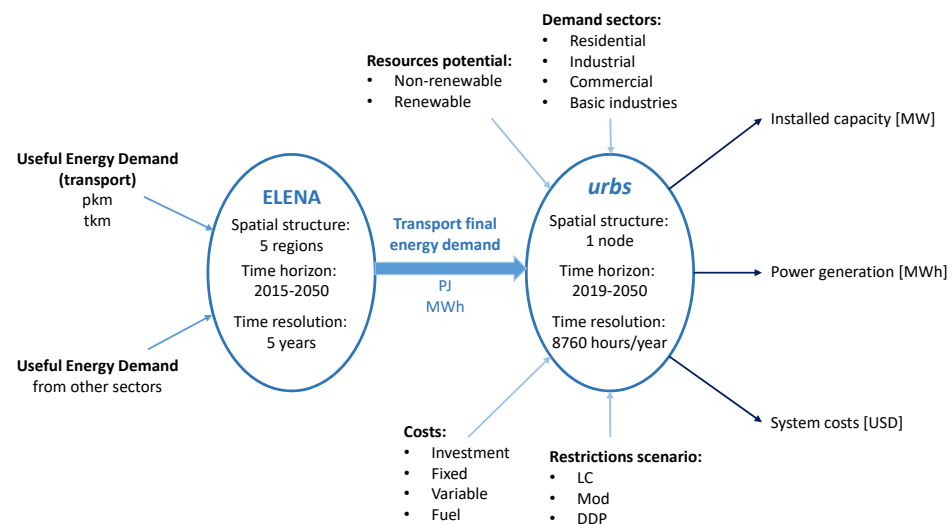 Demand sectors:
• Residential
• Industrial
• Commercial
• Basic industries
Resources potential:
• Non-renewable
• Renewable
Useful Energy Demand
(transport)
pkm
tkm
Useful Energy Demand
from other sectors
ELENA
Spatial structure:
5 regions
Time horizon:
2015-2050
Time resolution:
5 years
Transport final
energy demand
PJ
MWh
urbs
Spatial structure:
1 node
Time horizon:
2019-2050
Time resolution:
8760 hours/year
Installed capacity [MW]
Power generation [MWh]
System costs [USD]
Costs:
• Investment
• Fixed
• Variable
• Fuel
Restrictions scenario:
• LC
• Mod
• DDP